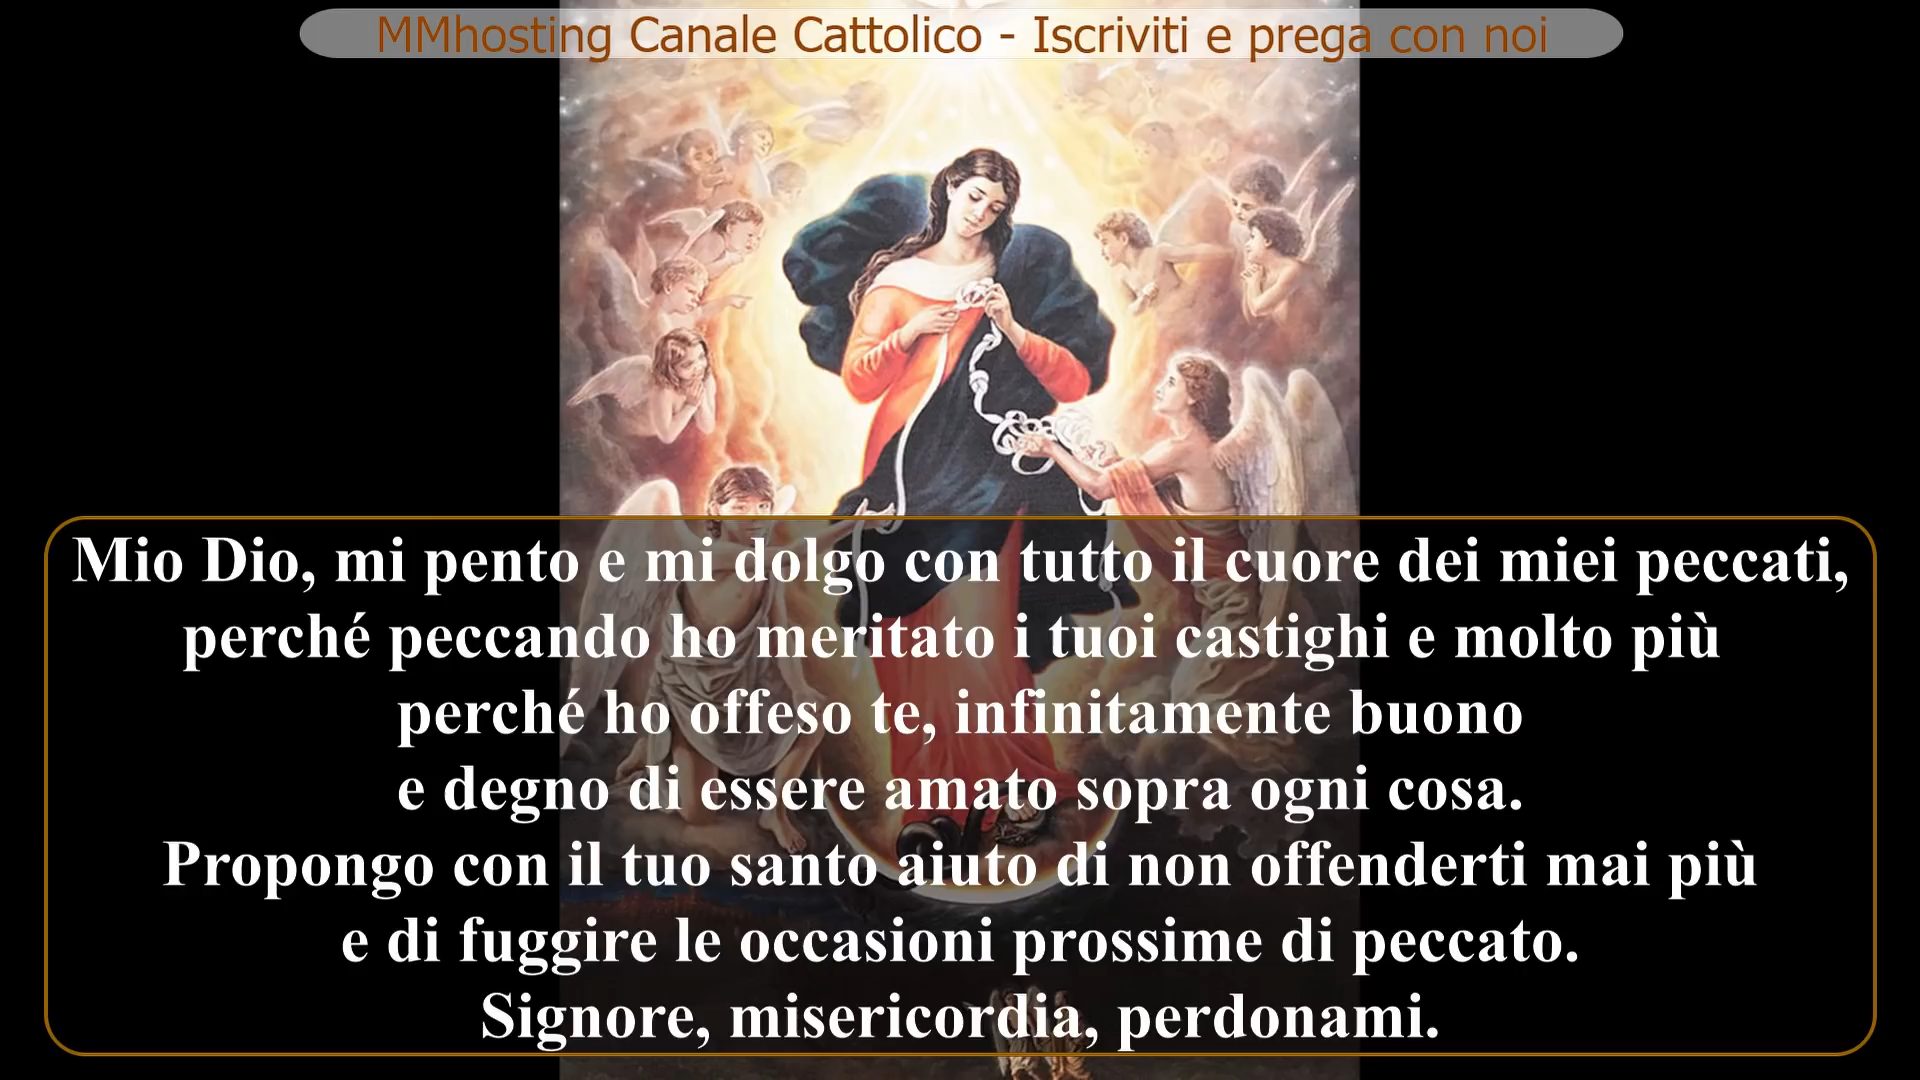 MMhosting Canale Cattolico - Iscriviti e prega con noi
Mio Dio, mi pento e mi dolgo con tutto il cuore dei miei peccati,
perché peccando ho meritato i tuoi castighi e molto più
perché ho offeso te, infinitamente buono
e degno di essere amato sopra ogni cosa.
Propongo con il tuo santo aiuto di non offenderti mai più
e di fuggire le occasioni prossime di peccato.
Signore, misericordia, perdonami.